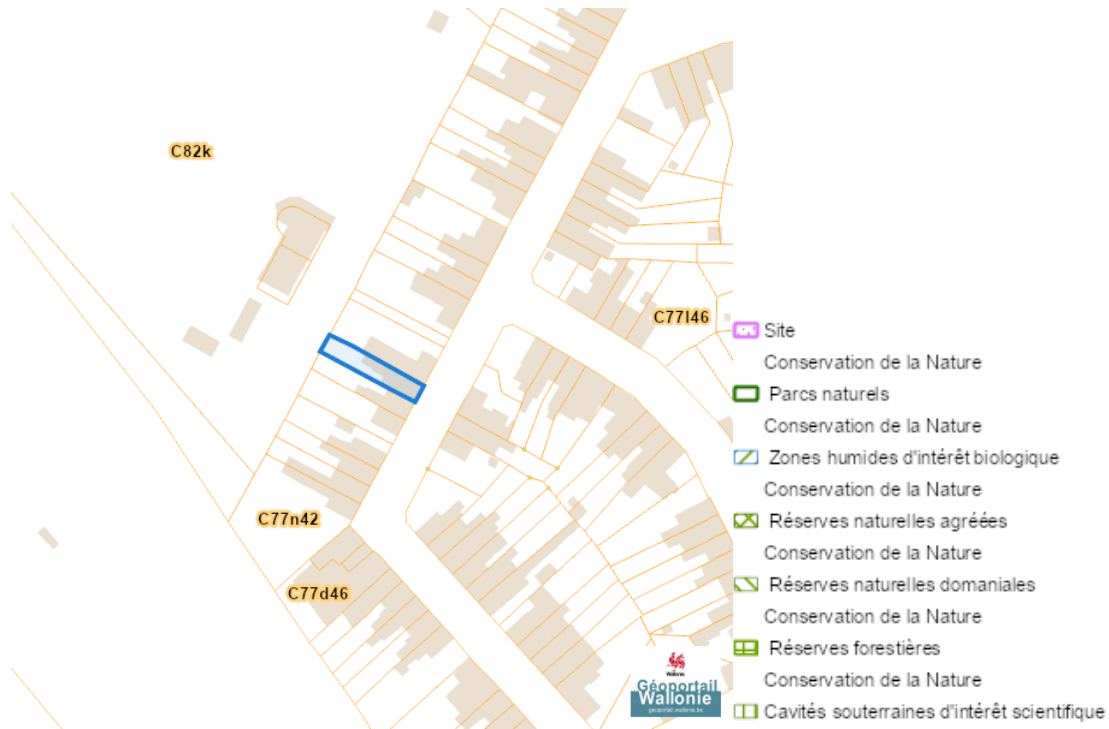 C82k
C77l46
C77n42
C77d46
Wallonie
Géoportail
Wallonie
geoportail.wallonie.be
Site
Conservation de la Nature
Parcs naturels
Conservation de la Nature
Zones humides d'intérêt biologique
Conservation de la Nature
Réserves naturelles agréées
Conservation de la Nature
Réserves naturelles domaniales
Conservation de la Nature
Réserves forestières
Conservation de la Nature
Cavités souterraines d'intérêt scientifique